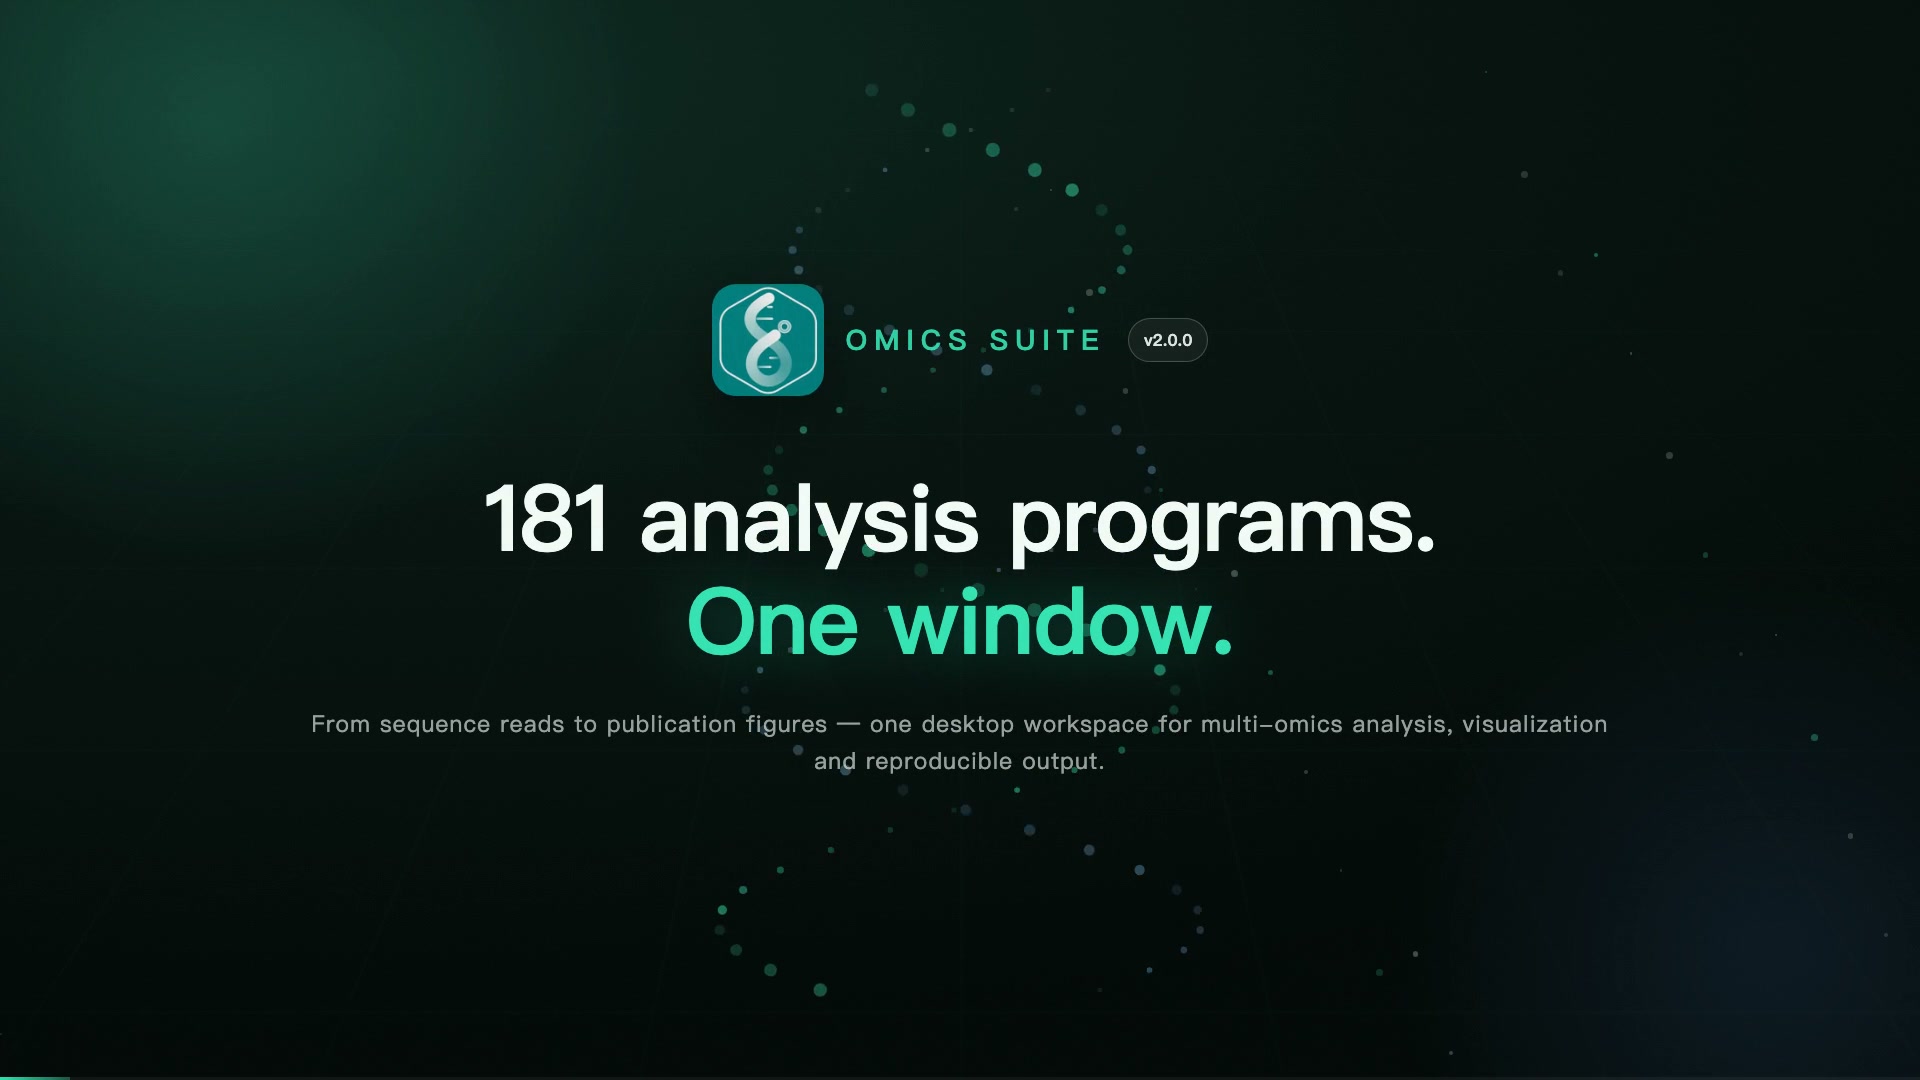 OMICS SUITE v2.0.0
181 analysis programs.
One window.
From sequence reads to publication figures — one desktop workspace for multi-omics analysis, visualization
and reproducible output.